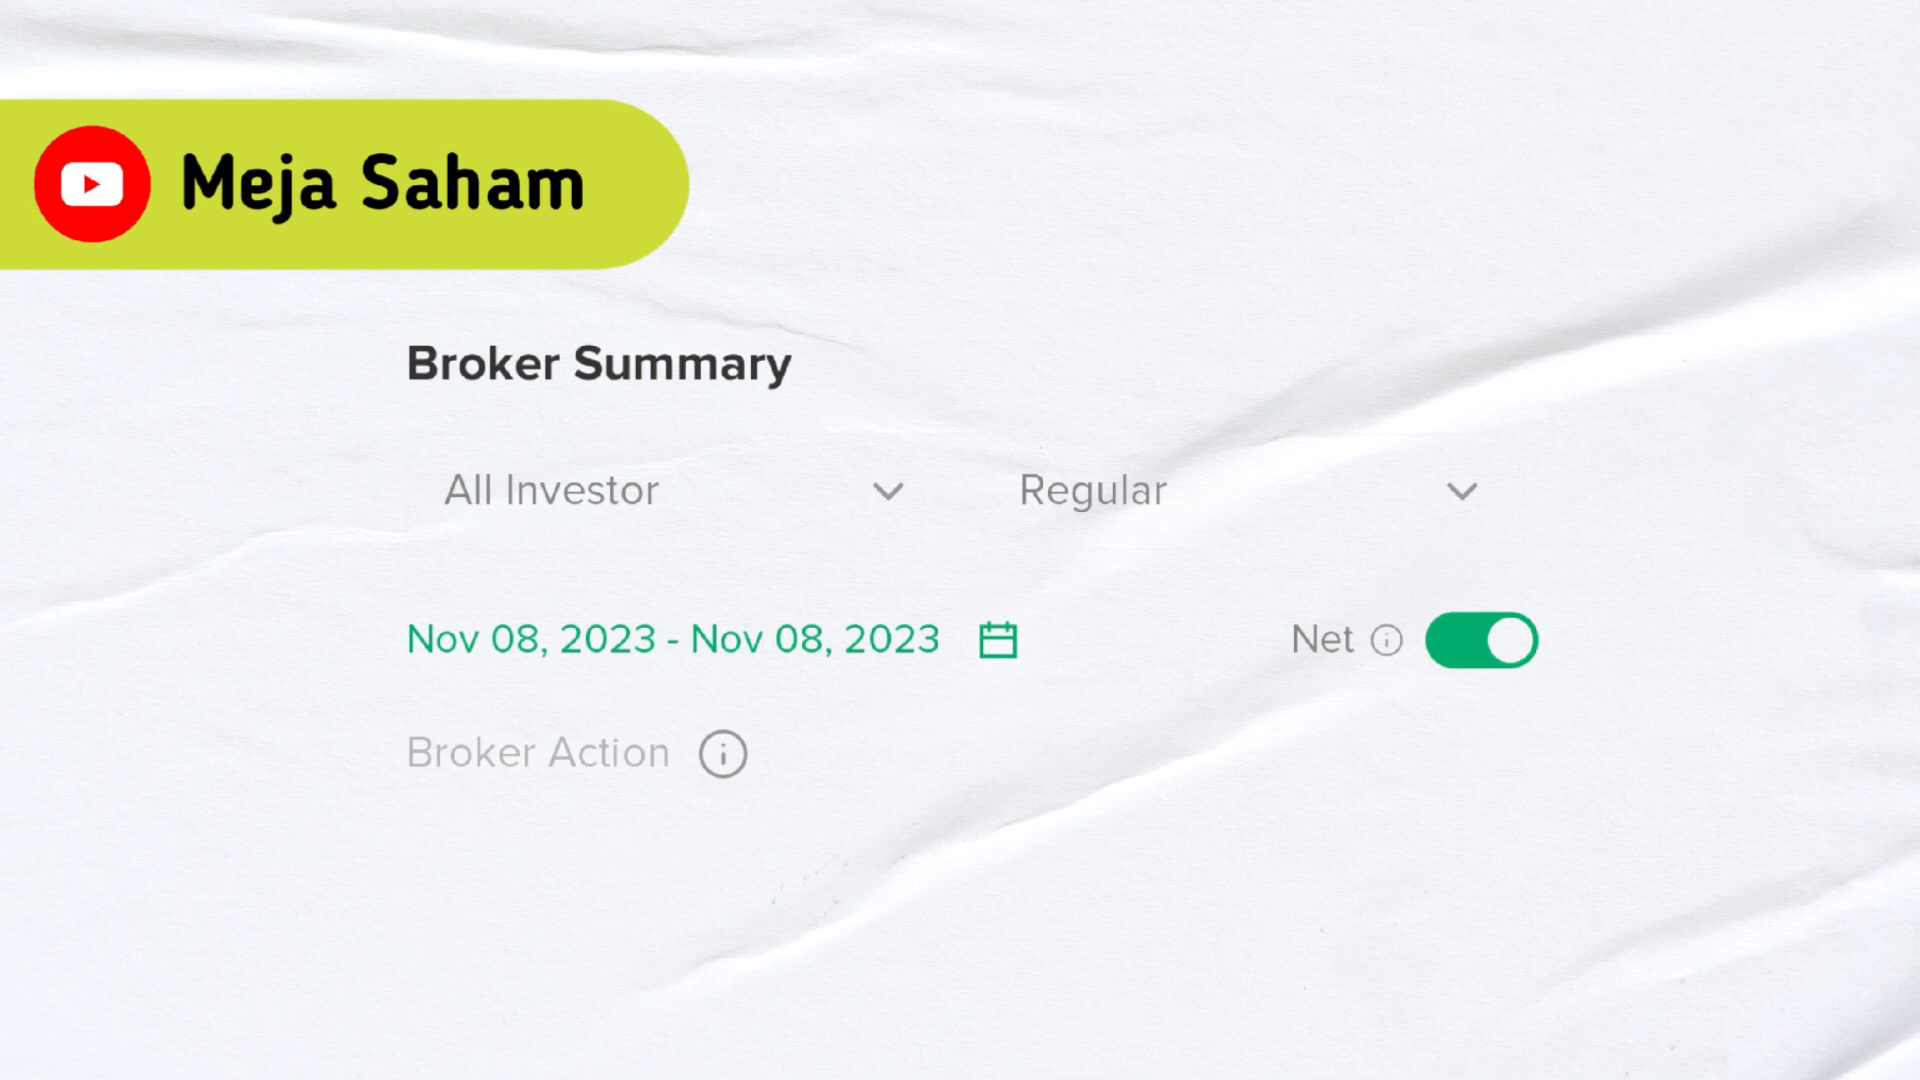 Meja Saham
Broker Summary
All Investor
Regular
Nov 08, 2023 - Nov 08, 2023
Net
Broker Action